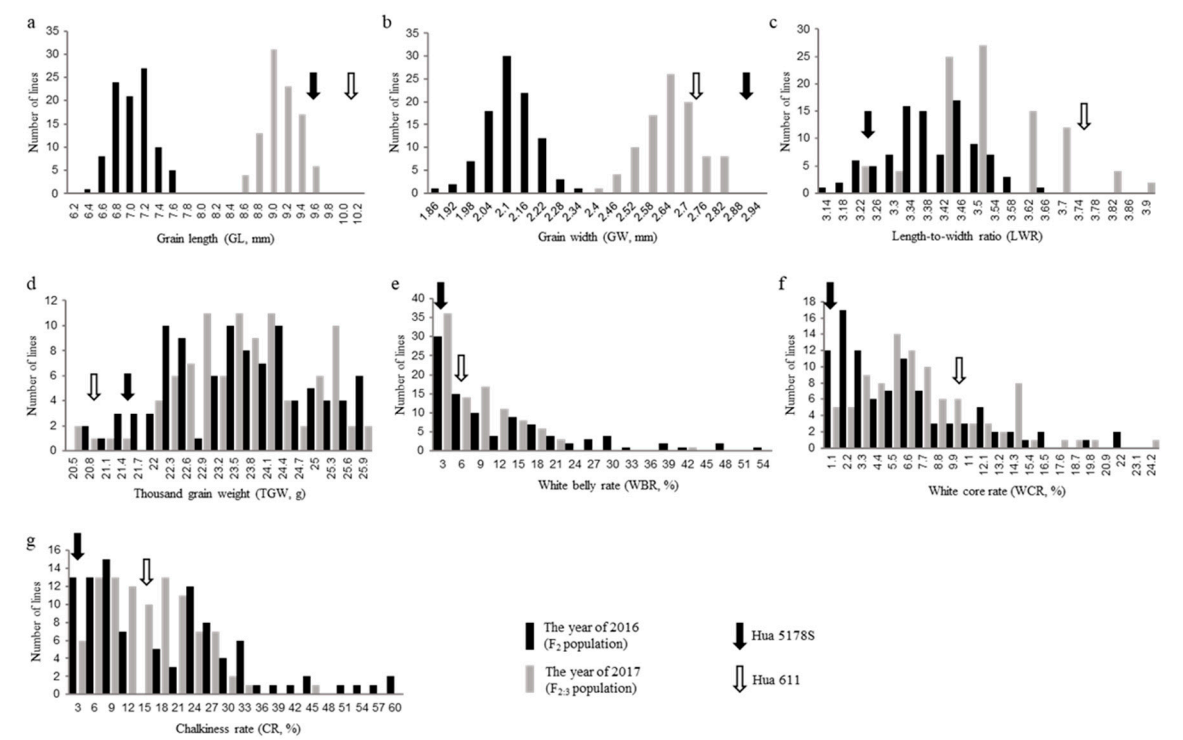 a
35
30
25
20
15
10
5
0
Number of lines
6.2 6.4 6.6 6.8 7.0 7.2 7.4 7.6 7.8 8.0 8.2 8.4 8.6 8.8 9.0 9.2 9.4 9.6 9.8 10.0 10.2
Grain length (GL, mm)
b
35
30
25
20
15
10
5
0
Number of lines
1.86 1.92 1.98 2.04 2.1 2.16 2.22 2.28 2.34 2.4 2.46 2.52 2.58 2.64 2.7 2.76 2.82 2.88 2.94
Grain width (GW, mm)
c
30
25
20
15
10
5
0
Number of lines
3.14 3.18 3.22 3.26 3.3 3.34 3.38 3.42 3.46 3.5 3.54 3.58 3.62 3.66 3.7 3.74 3.78 3.82 3.86 3.9
Length-to-width ratio (LWR)
d
12
10
8
6
4
2
0
Number of lines
20.5 20.8 21.1 21.4 21.7 22 22.3 22.6 22.9 23.2 23.5 23.8 24.1 24.4 24.7 25 25.3 25.6 25.9
Thousand grain weight (TGW, g)
e
40
35
30
25
20
15
10
5
0
Number of lines
3 6 9 12 15 18 21 24 27 30 33 36 39 42 45 48 51 54
White belly rate (WBR, %)
f
18
16
14
12
10
8
6
4
2
0
Number of lines
1.1 2.2 3.3 4.4 5.5 6.6 7.7 8.8 9.9 11 12.1 13.2 14.3 15.4 16.5 17.6 18.7 19.8 20.9 22 23.1 24.2
White core rate (WCR, %)
g
16
14
12
10
8
6
4
2
0
Number of lines
3 6 9 12 15 18 21 24 27 30 33 36 39 42 45 48 51 54 57 60
Chalkiness rate (CR, %)
The year of 2016
(F2 population)
The year of 2017
(F2:3 population)
Hua 5178S
Hua 611